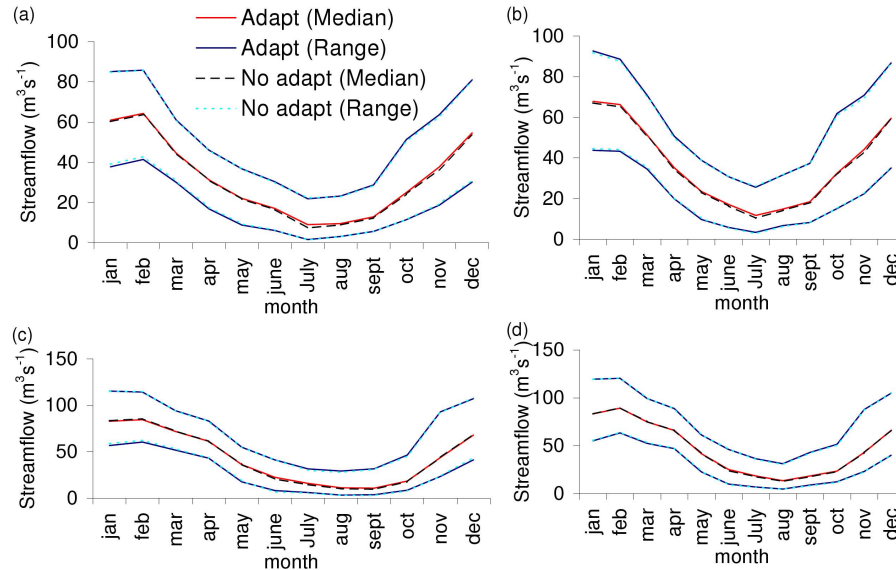 (a)
Adapt (Median)
Adapt (Range)
No adapt (Median)
No adapt (Range)
Streamflow (m³s⁻¹)
100
80
60
40
20
0
jan feb mar apr may june July aug sept oct nov dec
month
(b)
Streamflow (m³s⁻¹)
100
80
60
40
20
0
jan feb mar apr may june July aug sept oct nov dec
month
(c)
Streamflow (m³s⁻¹)
150
100
50
0
jan feb mar apr may june July aug sept oct nov dec
month
(d)
Streamflow (m³s⁻¹)
150
100
50
0
jan feb mar apr may june July aug sept oct nov dec
month